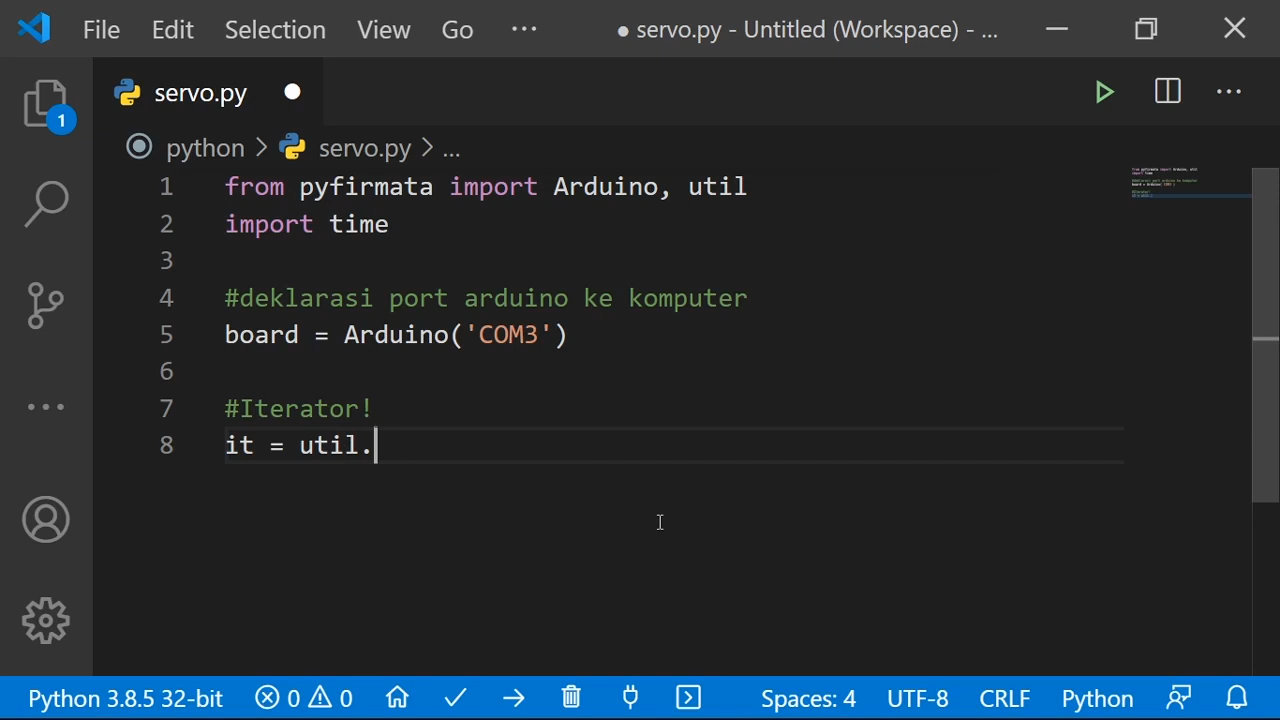 File Edit Selection View Go ··· ● servo.py - Untitled (Workspace) - ...
servo.py
1
python > servo.py > ...
1 from pyfirmata import Arduino, util
2 import time
3
4 #deklarasi port arduino ke komputer
5 board = Arduino('COM3')
6
7 #Iterator!
8 it = util.
Python 3.8.5 32-bit 0 0 Spaces: 4 UTF-8 CRLF Python